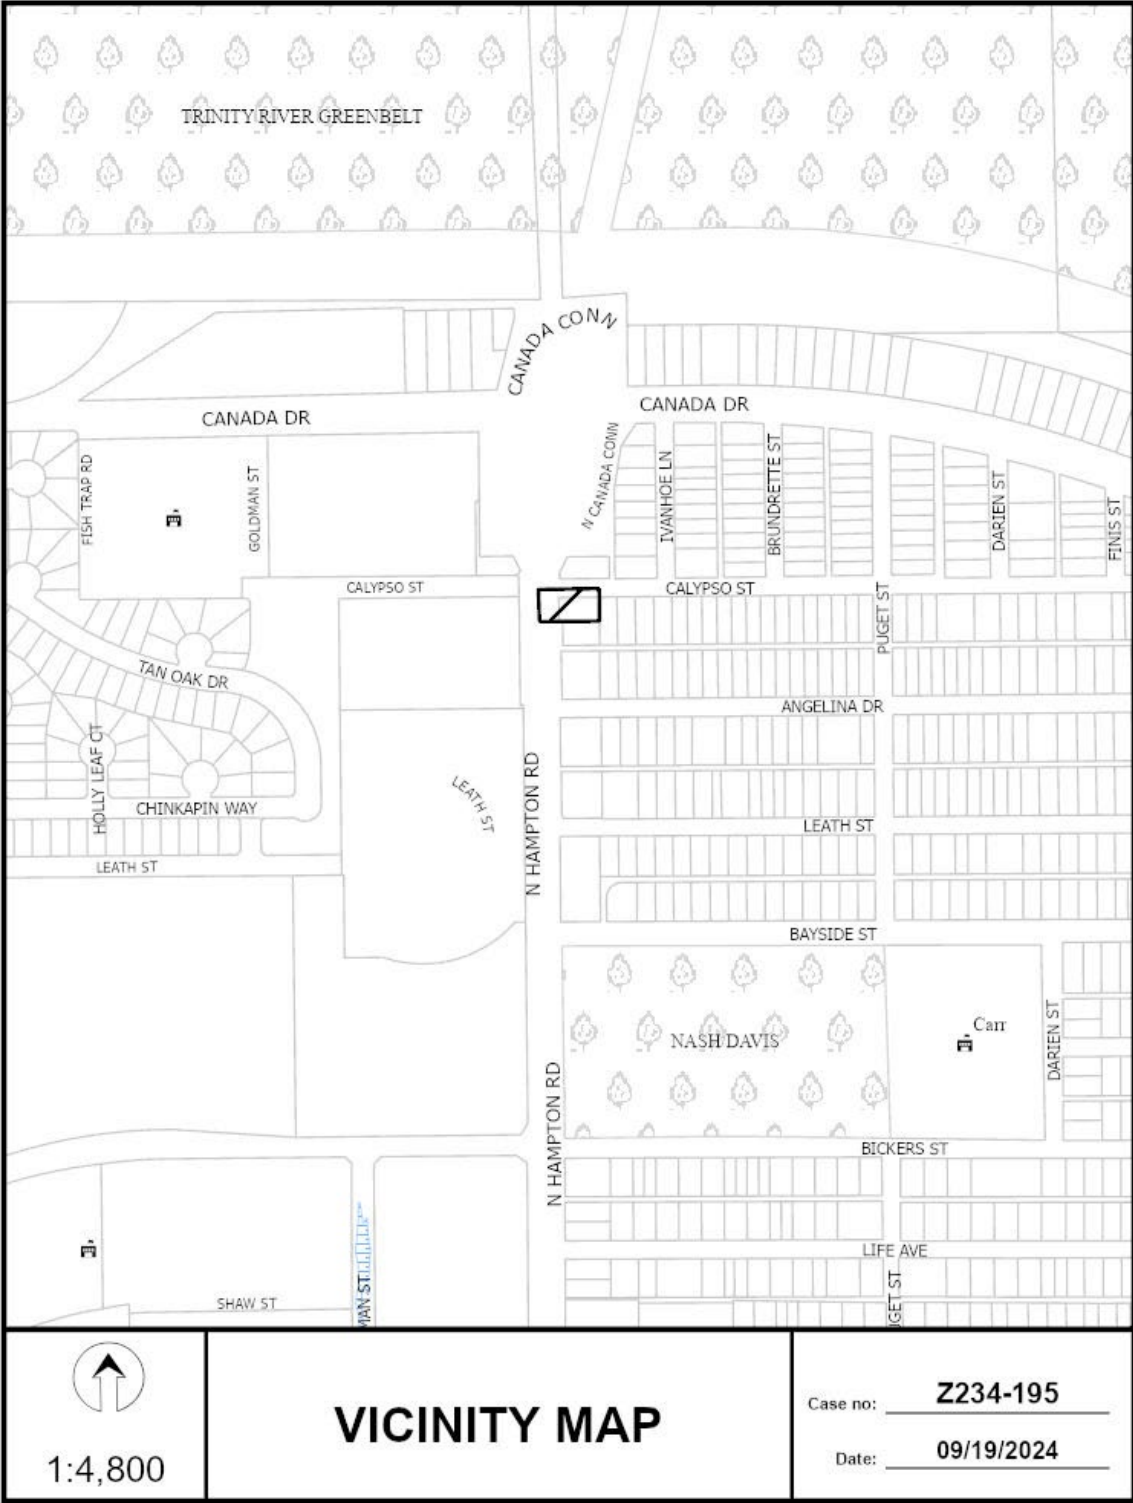 TRINITY RIVER GREENBELT
CANADA CONN
CANADA DR
CANADA DR
N CANADA CONN
IVANHOE LN
BRUNDRETTE ST
DARIEN ST
FINIS ST
FISH TRAP RD
GOLDMAN ST
CALYPSO ST
CALYPSO ST
PUGET ST
TAN OAK DR
ANGELINA DR
HOLLY LEAF CT
CHINKAPIN WAY
LEATH ST
N HAMPTON RD
LEATH ST
LEATH ST
BAYSIDE ST
NASH DAVIS
Carr
DARIEN ST
N HAMPTON RD
BICKERS ST
LIFE AVE
SHAW ST
MAN ST
UGET ST
1:4,800
VICINITY MAP
Case no: Z234-195
Date: 09/19/2024